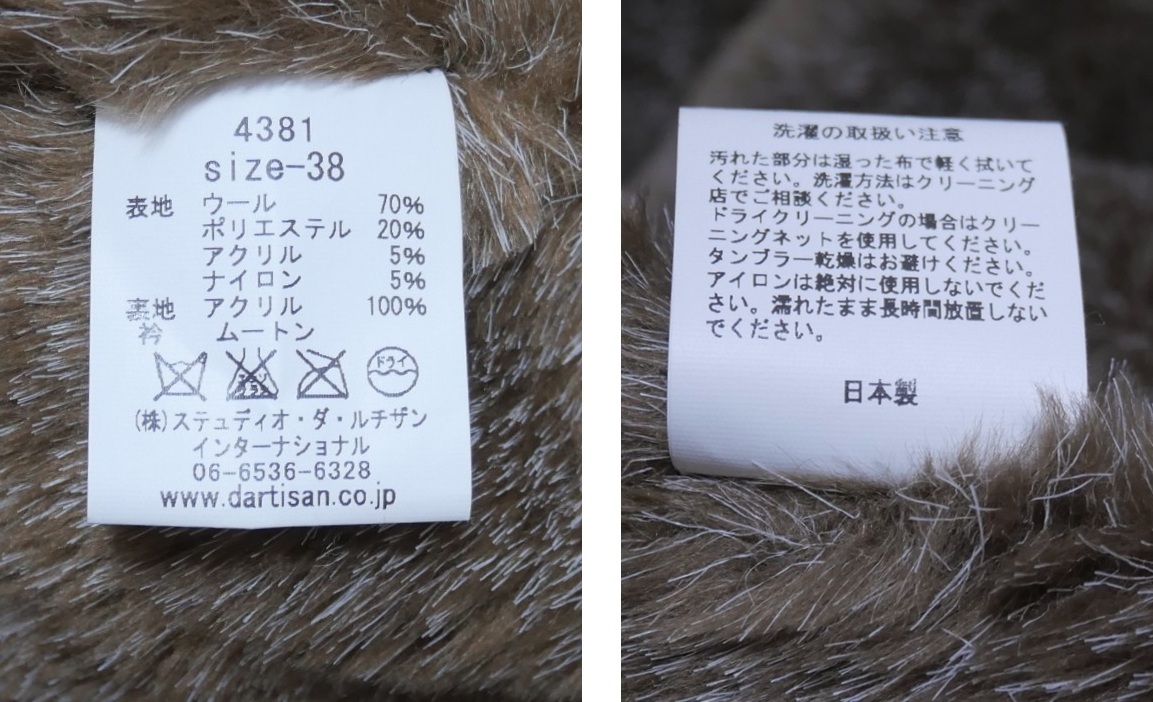 4381
size-38
表地 ウール 70%
ポリエステル 20%
アクリル 5%
ナイロン 5%
裏地 アクリル 100%
衿 ムートン
ドライ
(株)ステュディオ・ダ・ルチザン
インターナショナル
06-6536-6328
www.dartisan.co.jp
洗濯の取扱い注意
汚れた部分は湿った布で軽く拭いて
ください。洗濯方法はクリーニング
店でご相談ください。
ドライクリーニングの場合はクリー
ニングネットを使用してください。
タンブラー乾燥はお避けください。
アイロンは絶対に使用しないでくだ
さい。濡れたまま長時間放置しない
でください。
日本製